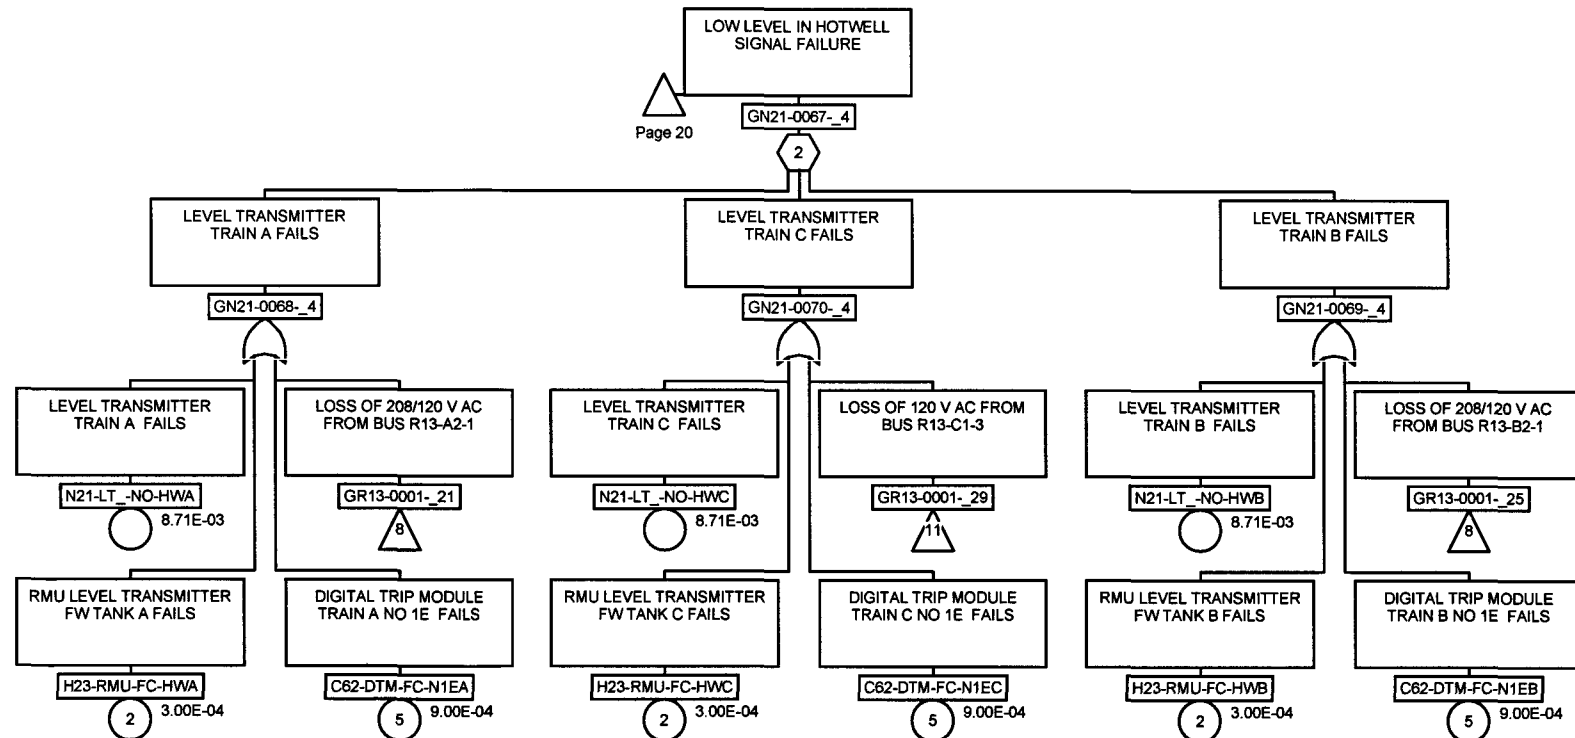 LOW LEVEL IN HOTWELL
SIGNAL FAILURE
Page 20
GN21-0067-_4
2
LEVEL TRANSMITTER
TRAIN A FAILS
GN21-0068-_4
LEVEL TRANSMITTER
TRAIN C FAILS
GN21-0070-_4
LEVEL TRANSMITTER
TRAIN B FAILS
GN21-0069-_4
LEVEL TRANSMITTER
TRAIN A FAILS
N21-LT_-NO-HWA
8.71E-03
LOSS OF 208/120 V AC
FROM BUS R13-A2-1
GR13-0001-_21
8
LEVEL TRANSMITTER
TRAIN C FAILS
N21-LT_-NO-HWC
8.71E-03
LOSS OF 120 V AC FROM
BUS R13-C1-3
GR13-0001-_29
11
LEVEL TRANSMITTER
TRAIN B FAILS
N21-LT_-NO-HWB
8.71E-03
LOSS OF 208/120 V AC
FROM BUS R13-B2-1
GR13-0001-_25
8
RMU LEVEL TRANSMITTER
FW TANK A FAILS
H23-RMU-FC-HWA
2
3.00E-04
DIGITAL TRIP MODULE
TRAIN A NO 1E FAILS
C62-DTM-FC-N1EA
5
9.00E-04
RMU LEVEL TRANSMITTER
FW TANK C FAILS
H23-RMU-FC-HWC
2
3.00E-04
DIGITAL TRIP MODULE
TRAIN C NO 1E FAILS
C62-DTM-FC-N1EC
5
9.00E-04
RMU LEVEL TRANSMITTER
FW TANK B FAILS
H23-RMU-FC-HWB
2
3.00E-04
DIGITAL TRIP MODULE
TRAIN B NO 1E FAILS
C62-DTM-FC-N1EB
5
9.00E-04